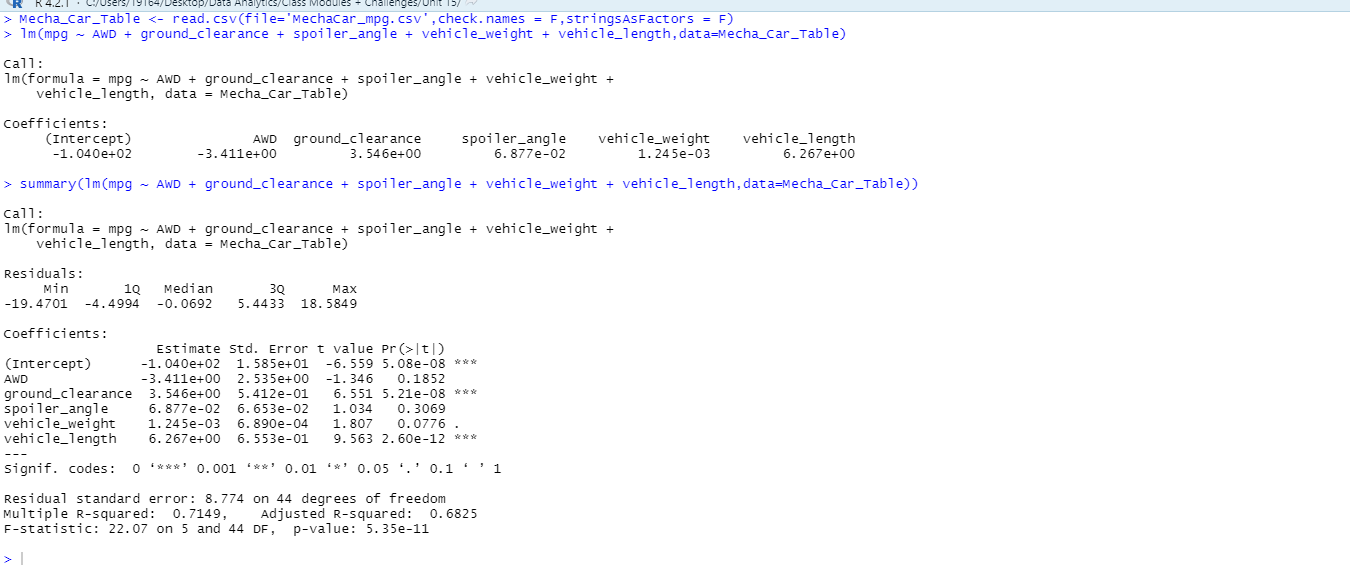 R 4.2.1 · C:/Users/19164/Desktop/Data Analytics/Class Modules + Challenges/Unit 15/
> Mecha_Car_Table <- read.csv(file='MechaCar_mpg.csv',check.names = F,stringsAsFactors = F)
> lm(mpg ~ AWD + ground_clearance + spoiler_angle + vehicle_weight + vehicle_length,data=Mecha_Car_Table)
Call:
lm(formula = mpg ~ AWD + ground_clearance + spoiler_angle + vehicle_weight +
    vehicle_length, data = Mecha_Car_Table)
Coefficients:
     (Intercept)               AWD  ground_clearance     spoiler_angle    vehicle_weight    vehicle_length
      -1.040e+02        -3.411e+00         3.546e+00         6.877e-02         1.245e-03         6.267e+00
> summary(lm(mpg ~ AWD + ground_clearance + spoiler_angle + vehicle_weight + vehicle_length,data=Mecha_Car_Table))
Call:
lm(formula = mpg ~ AWD + ground_clearance + spoiler_angle + vehicle_weight +
    vehicle_length, data = Mecha_Car_Table)
Residuals:
     Min       1Q   Median       3Q      Max
-19.4701  -4.4994  -0.0692   5.4433  18.5849
Coefficients:
                   Estimate Std. Error t value Pr(>|t|)
(Intercept)      -1.040e+02  1.585e+01  -6.559 5.08e-08 ***
AWD              -3.411e+00  2.535e+00  -1.346   0.1852
ground_clearance  3.546e+00  5.412e-01   6.551 5.21e-08 ***
spoiler_angle     6.877e-02  6.653e-02   1.034   0.3069
vehicle_weight    1.245e-03  6.890e-04   1.807   0.0776 .
vehicle_length    6.267e+00  6.553e-01   9.563 2.60e-12 ***
---
Signif. codes:  0 ‘***’ 0.001 ‘**’ 0.01 ‘*’ 0.05 ‘.’ 0.1 ‘ ’ 1
Residual standard error: 8.774 on 44 degrees of freedom
Multiple R-squared:  0.7149,    Adjusted R-squared:  0.6825
F-statistic: 22.07 on 5 and 44 DF,  p-value: 5.35e-11
>